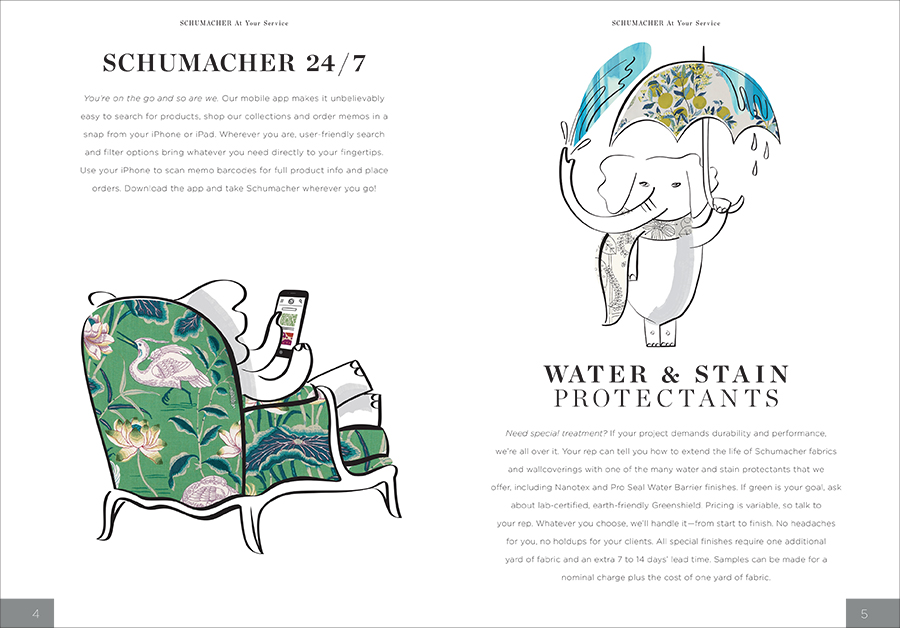 SCHUMACHER At Your Service
SCHUMACHER 24/7
You're on the go and so are we. Our mobile app makes it unbelievably
easy to search for products, shop our collections and order memos in a
snap from your iPhone or iPad. Wherever you are, user-friendly search
and filter options bring whatever you need directly to your fingertips.
Use your iPhone to scan memo barcodes for full product info and place
orders. Download the app and take Schumacher wherever you go!
4
SCHUMACHER At Your Service
WATER & STAIN
PROTECTANTS
Need special treatment? If your project demands durability and performance,
we're all over it. Your rep can tell you how to extend the life of Schumacher fabrics
and wallcoverings with one of the many water and stain protectants that we
offer, including Nanotex and Pro Seal Water Barrier finishes. If green is your goal, ask
about lab-certified, earth-friendly Greenshield. Pricing is variable, so talk to
your rep. Whatever you choose, we'll handle it—from start to finish. No headaches
for you, no holdups for your clients. All special finishes require one additional
yard of fabric and an extra 7 to 14 days' lead time. Samples can be made for a
nominal charge plus the cost of one yard of fabric.
5